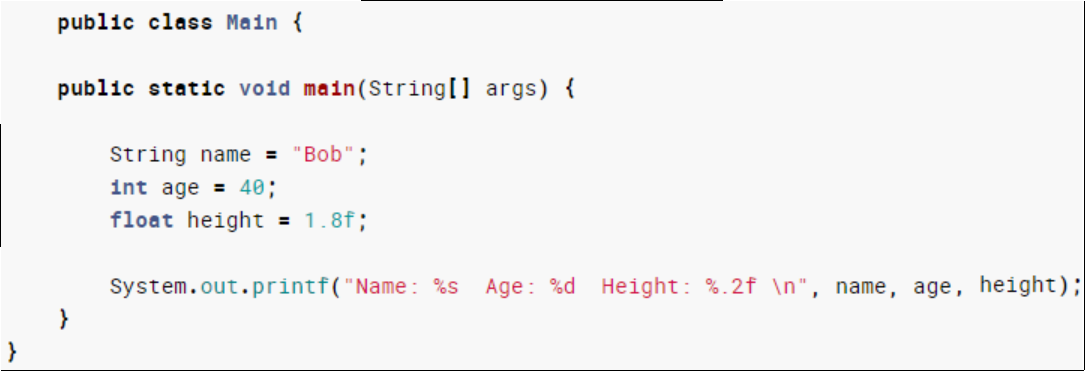 public class Main {
public static void main(String[] args) {
String name = "Bob";
int age = 40;
float height = 1.8f;
System.out.printf("Name: %s  Age: %d  Height: %.2f \n", name, age, height);
}
}